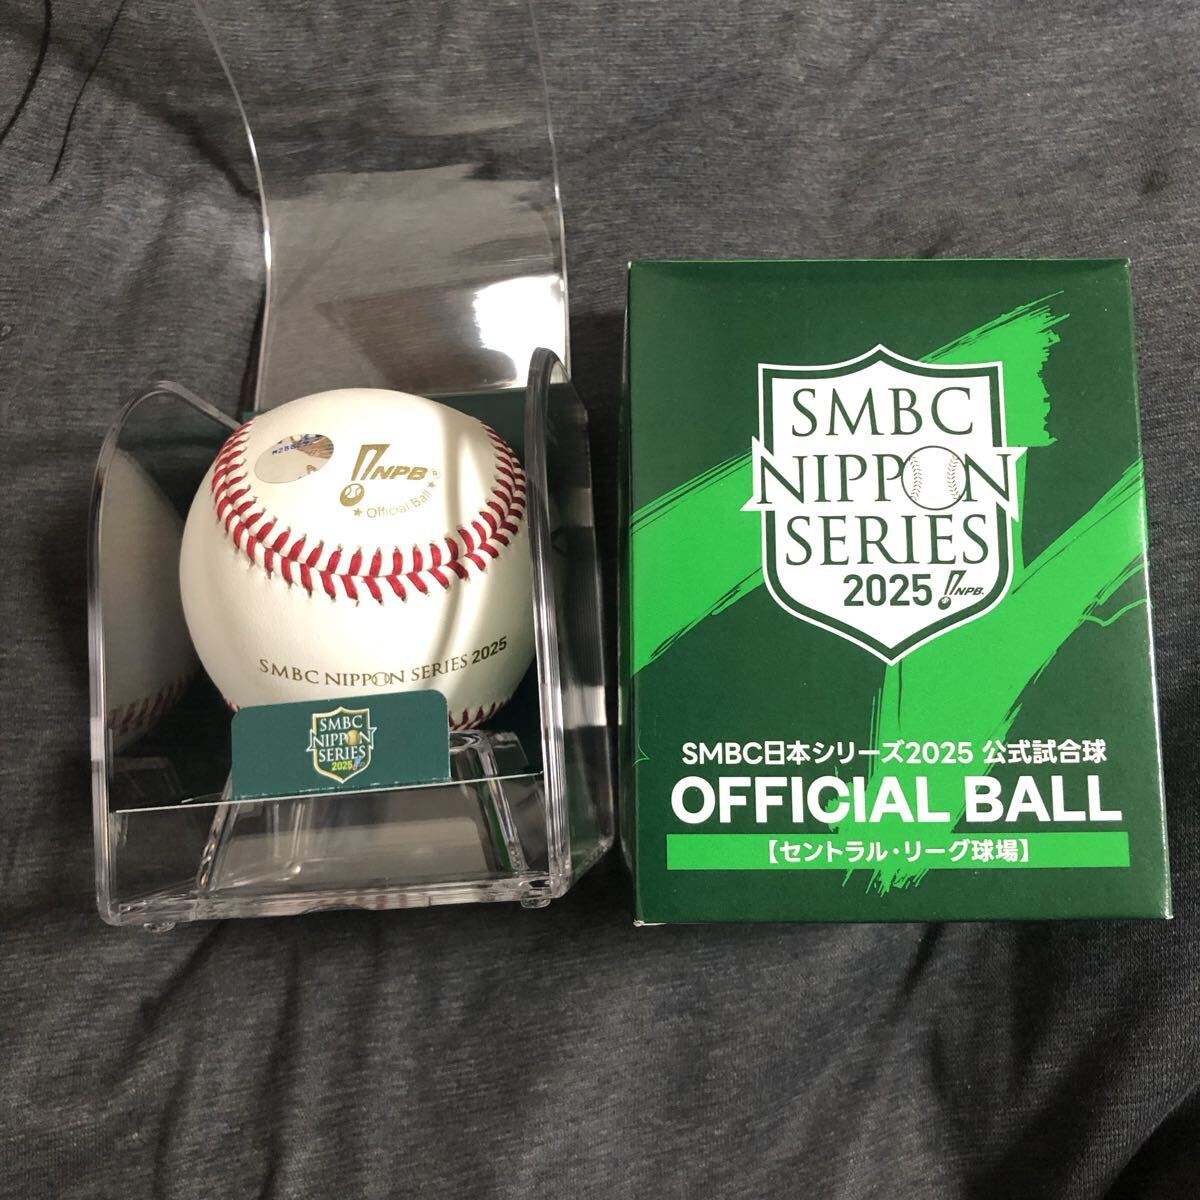 NPB
Official Ball
SMBC NIPPON SERIES 2025
SMBC
NIPPON
SERIES
2025
SMBC
NIPPON
SERIES
2025 NPB
SMBC日本シリーズ2025 公式試合球
OFFICIAL BALL
【セントラル・リーグ球場】